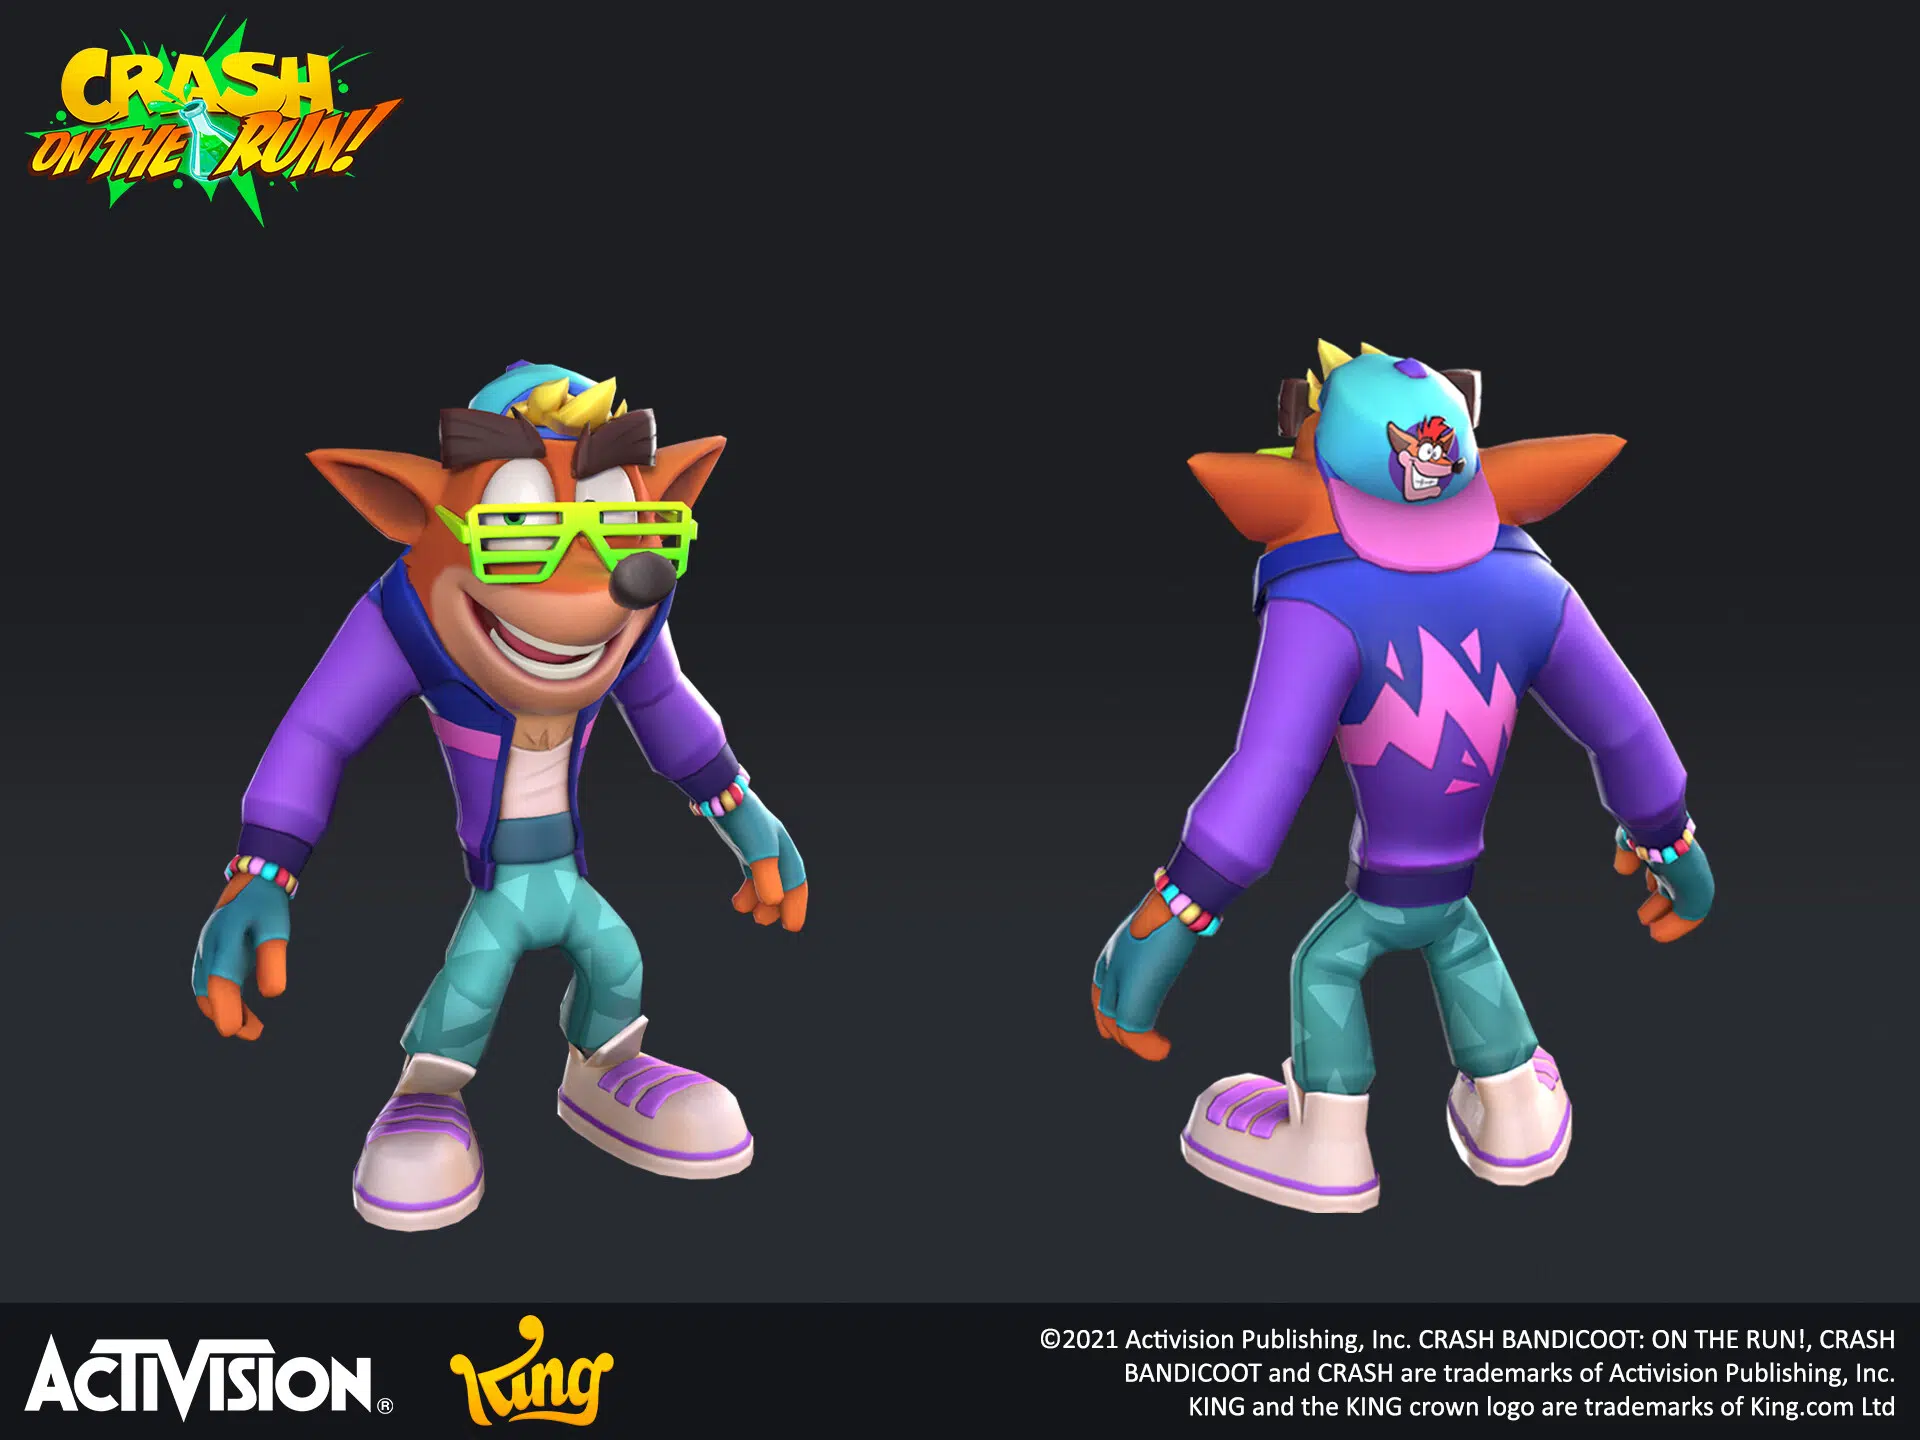 CRASH
ON THE RUN!
ACTIVISION®
King
©2021 Activision Publishing, Inc. CRASH BANDICOOT: ON THE RUN!, CRASH
BANDICOOT and CRASH are trademarks of Activision Publishing, Inc.
KING and the KING crown logo are trademarks of King.com Ltd